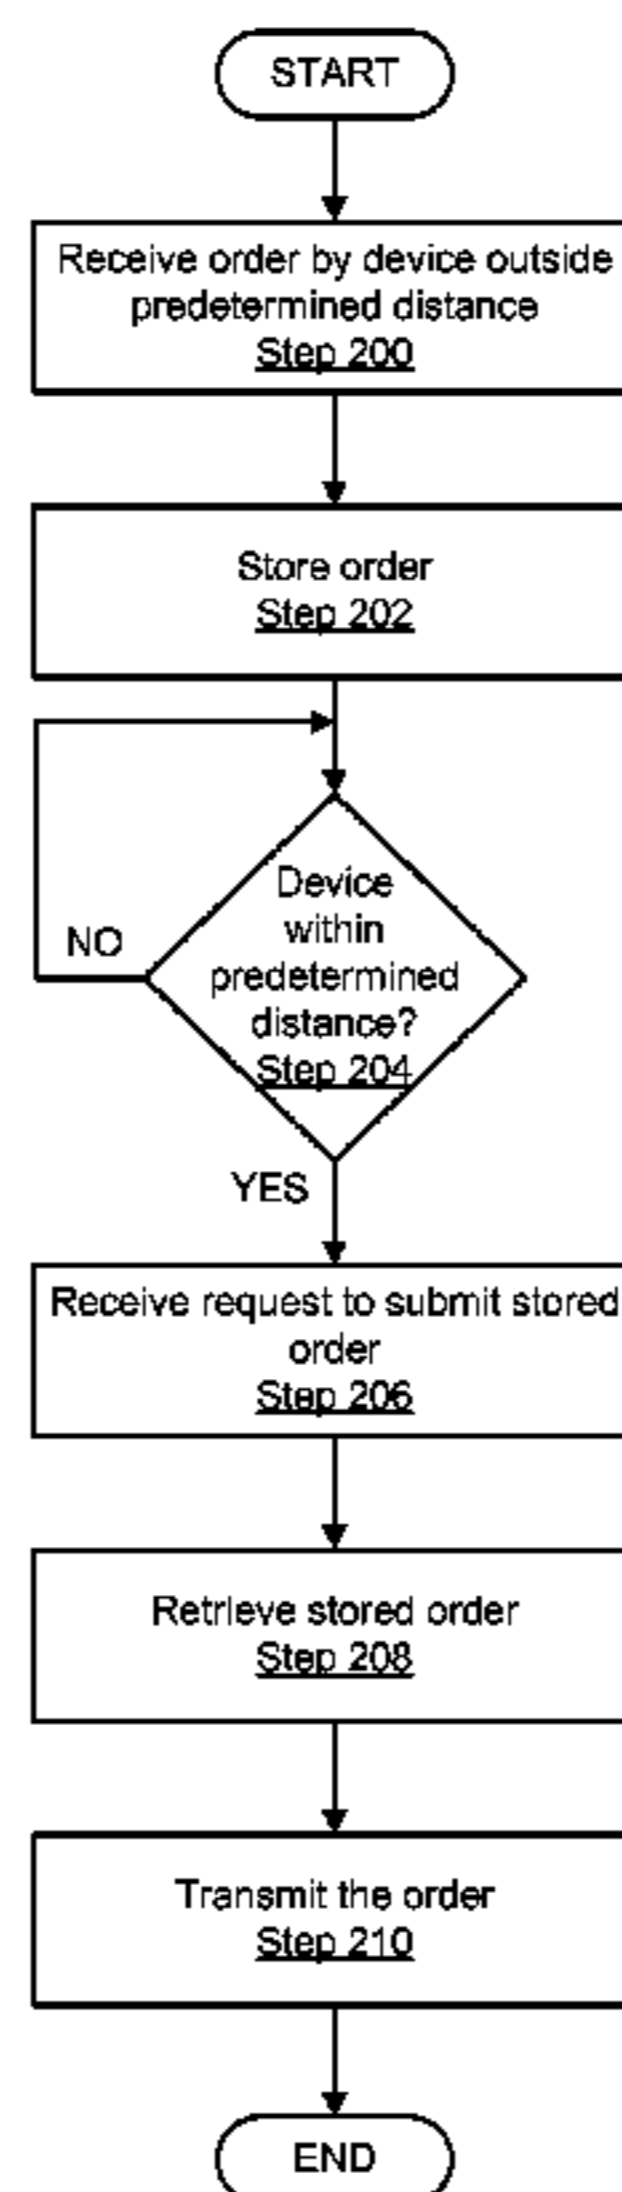 START
Receive order by device outside
predetermined distance
Step 200
Store order
Step 202
Device
within
predetermined
distance?
Step 204
NO
YES
Receive request to submit stored
order
Step 206
Retrieve stored order
Step 208
Transmit the order
Step 210
END